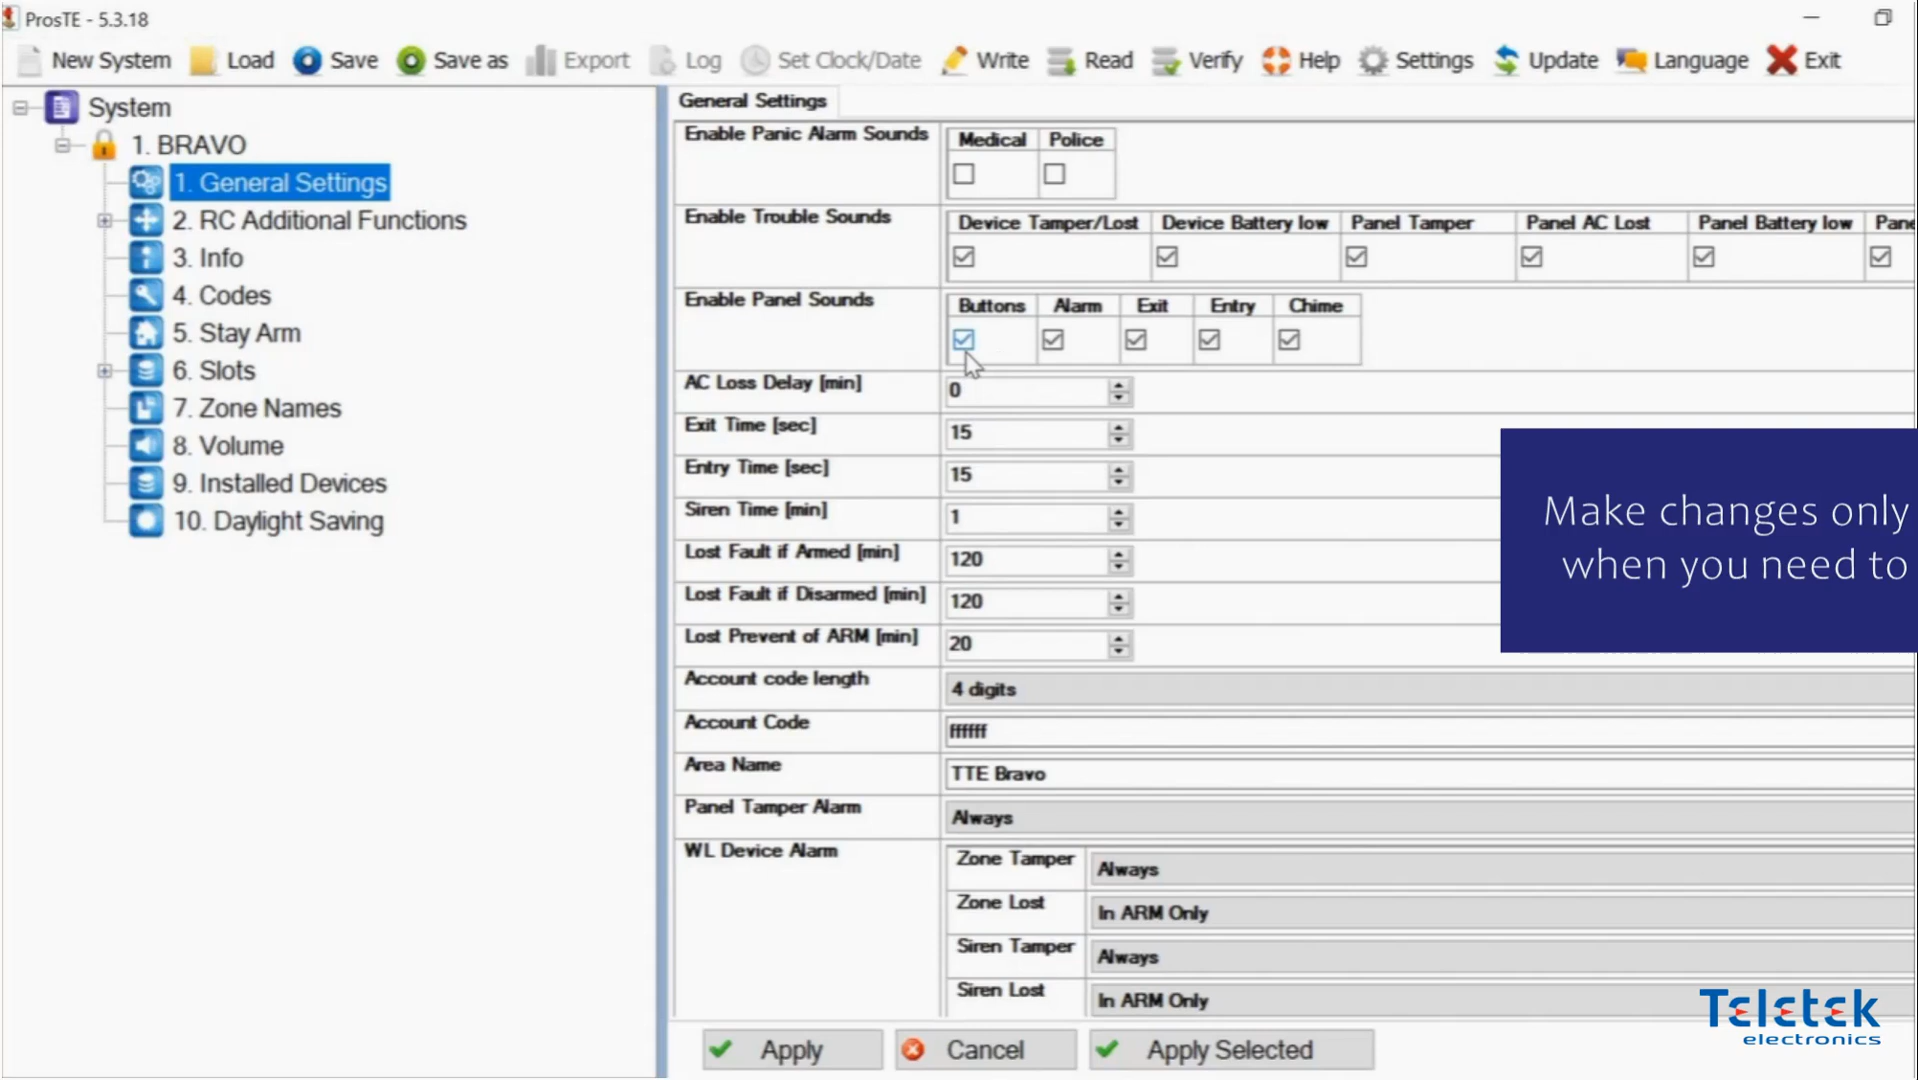 ProsTE - 5.3.18
New System Load Save Save as Export Log Set Clock/Date Write Read Verify Help Settings Update Language Exit
System
1. BRAVO
1. General Settings
2. RC Additional Functions
3. Info
4. Codes
5. Stay Arm
6. Slots
7. Zone Names
8. Volume
9. Installed Devices
10. Daylight Saving
General Settings
Enable Panic Alarm Sounds Medical Police
Enable Trouble Sounds Device Tamper/Lost Device Battery low Panel Tamper Panel AC Lost Panel Battery low Pane
Enable Panel Sounds Buttons Alarm Exit Entry Chime
AC Loss Delay [min] 0
Exit Time [sec] 15
Entry Time [sec] 15
Siren Time [min] 1
Lost Fault if Armed [min] 120
Lost Fault if Disarmed [min] 120
Lost Prevent of ARM [min] 20
Account code length 4 digits
Account Code ffffff
Area Name TTE Bravo
Panel Tamper Alarm Always
WL Device Alarm Zone Tamper Always
Zone Lost In ARM Only
Siren Tamper Always
Siren Lost In ARM Only
Apply Cancel Apply Selected
Make changes only
when you need to
Teletek
electronics